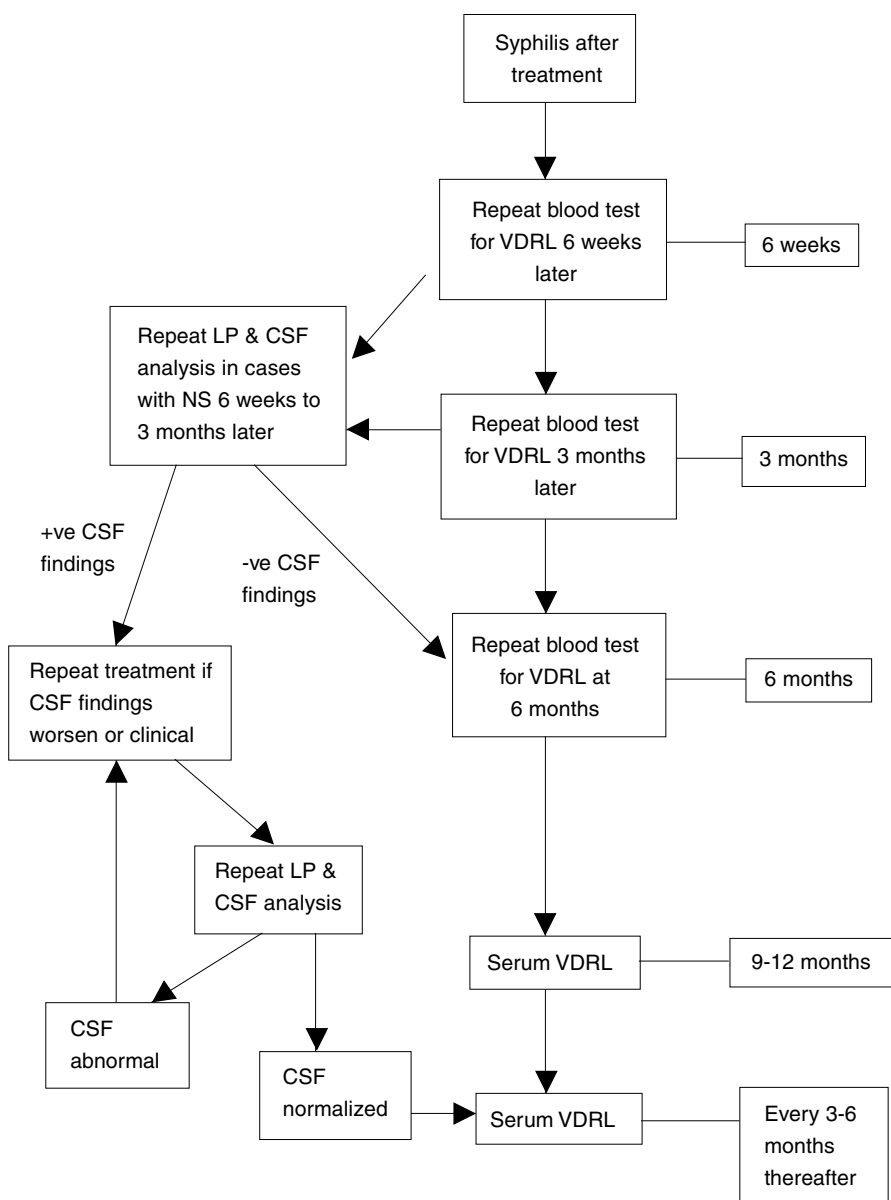 Syphilis after
treatment
Repeat blood test
for VDRL 6 weeks
later
6 weeks
Repeat LP & CSF
analysis in cases
with NS 6 weeks to
3 months later
Repeat blood test
for VDRL 3 months
later
3 months
+ve CSF
findings
-ve CSF
findings
Repeat blood test
for VDRL at
6 months
6 months
Repeat treatment if
CSF findings
worsen or clinical
Repeat LP &
CSF analysis
Serum VDRL
9-12 months
CSF
abnormal
CSF
normalized
Serum VDRL
Every 3-6
months
thereafter